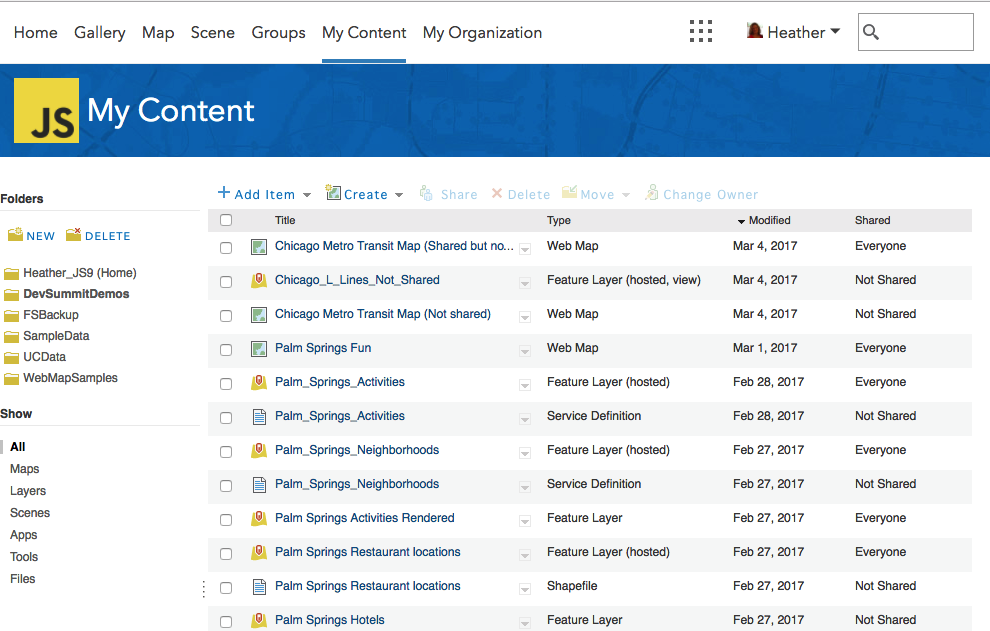 Home Gallery Map Scene Groups My Content My Organization Heather
JS My Content
Folders
NEW DELETE
Heather_JS9 (Home)
DevSummitDemos
FSBackup
SampleData
UCData
WebMapSamples
Show
All
Maps
Layers
Scenes
Apps
Tools
Files
Add Item Create Share Delete Move Change Owner
Title Type Modified Shared
Chicago Metro Transit Map (Shared but no... Web Map Mar 4, 2017 Everyone
Chicago_L_Lines_Not_Shared Feature Layer (hosted, view) Mar 4, 2017 Not Shared
Chicago Metro Transit Map (Not shared) Web Map Mar 4, 2017 Not Shared
Palm Springs Fun Web Map Mar 1, 2017 Everyone
Palm_Springs_Activities Feature Layer (hosted) Feb 28, 2017 Everyone
Palm_Springs_Activities Service Definition Feb 28, 2017 Not Shared
Palm_Springs_Neighborhoods Feature Layer (hosted) Feb 27, 2017 Everyone
Palm_Springs_Neighborhoods Service Definition Feb 27, 2017 Not Shared
Palm Springs Activities Rendered Feature Layer Feb 27, 2017 Everyone
Palm Springs Restaurant locations Feature Layer (hosted) Feb 27, 2017 Everyone
Palm Springs Restaurant locations Shapefile Feb 27, 2017 Not Shared
Palm Springs Hotels Feature Layer Feb 27, 2017 Not Shared